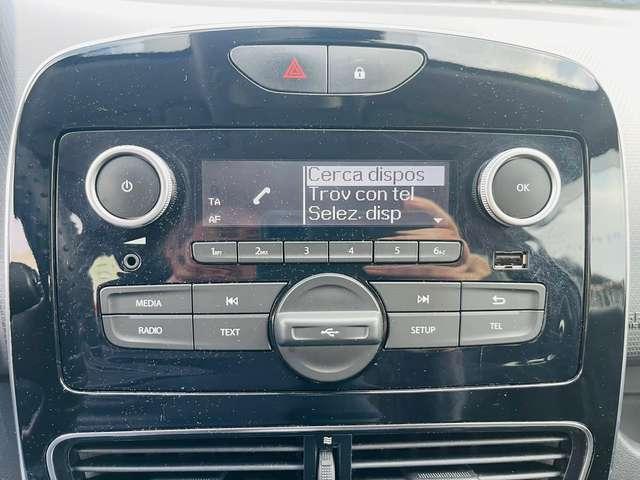 Cerca dispos
Trov con tel
Selez. disp
TA
AF
OK
1
2
3
4
5
6
MEDIA
RADIO
TEXT
SETUP
TEL